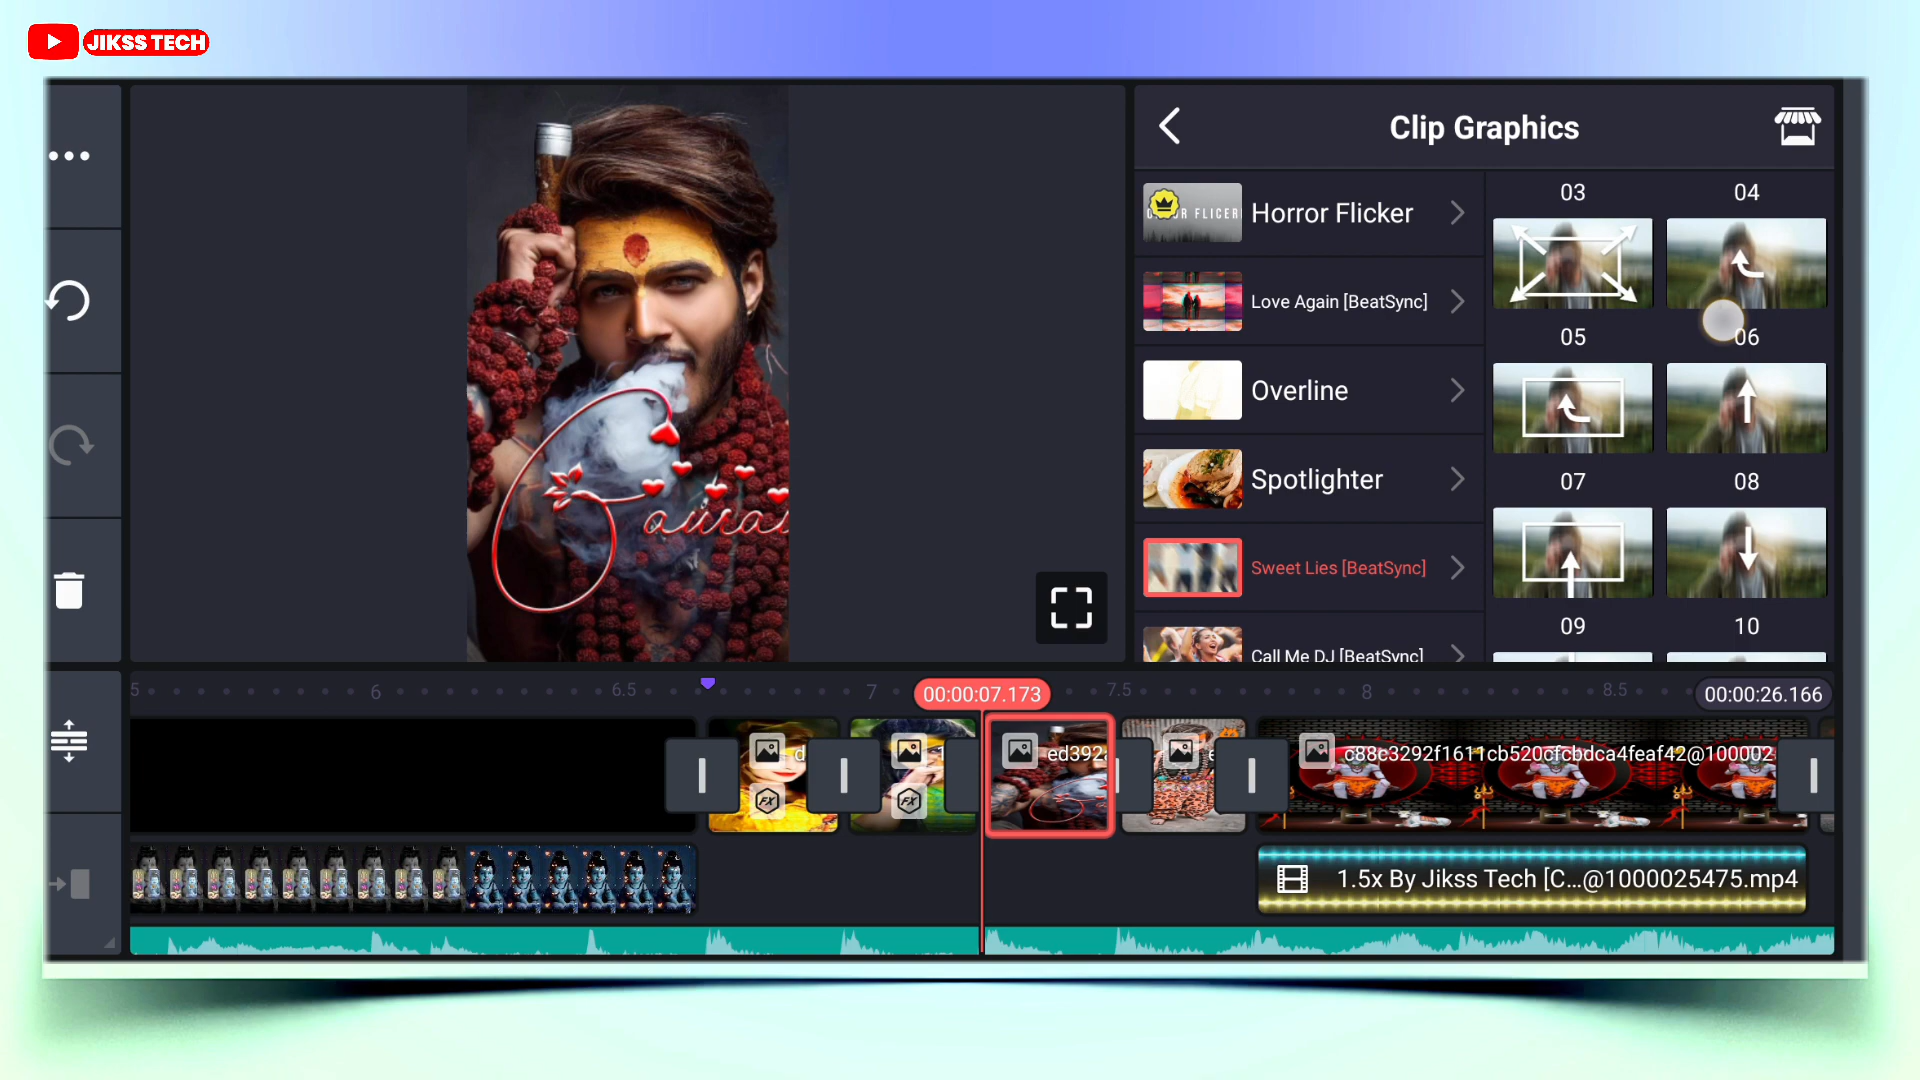 JIKSS TECH
Clip Graphics
Horror Flicker
Love Again [BeatSync]
Overline
Spotlighter
Sweet Lies [BeatSync]
Call Me DJ [BeatSync]
03
04
05
06
07
08
09
10
5
6
6.5
7
00:00:07.173
7.5
8
8.5
00:00:26.166
ed392
c88c3292f1611cb520cfcbdca4feaf42@100002
1.5x By Jikss Tech [C...@1000025475.mp4